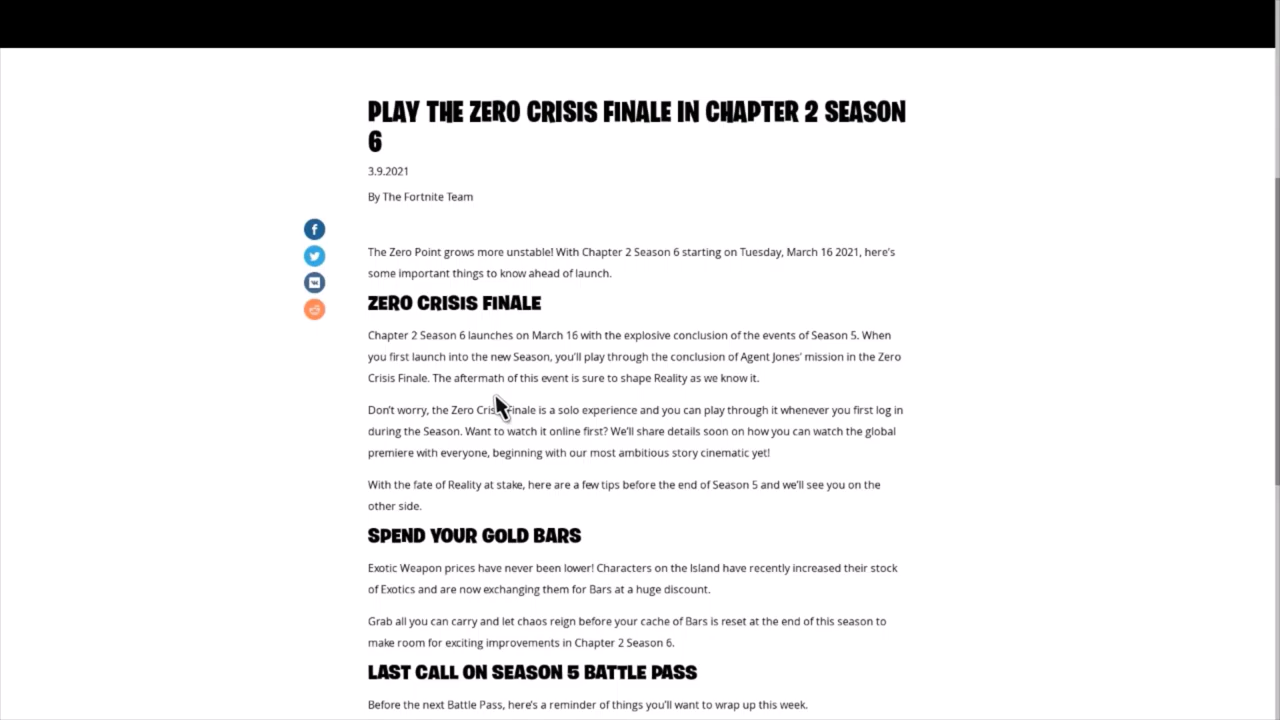 PLAY THE ZERO CRISIS FINALE IN CHAPTER 2 SEASON
6
3.9.2021
By The Fortnite Team
The Zero Point grows more unstable! With Chapter 2 Season 6 starting on Tuesday, March 16 2021, here's
some important things to know ahead of launch.
ZERO CRISIS FINALE
Chapter 2 Season 6 launches on March 16 with the explosive conclusion of the events of Season 5. When
you first launch into the new Season, you'll play through the conclusion of Agent Jones' mission in the Zero
Crisis Finale. The aftermath of this event is sure to shape Reality as we know it.
Don't worry, the Zero Crisis Finale is a solo experience and you can play through it whenever you first log in
during the Season. Want to watch it online first? We'll share details soon on how you can watch the global
premiere with everyone, beginning with our most ambitious story cinematic yet!
With the fate of Reality at stake, here are a few tips before the end of Season 5 and we'll see you on the
other side.
SPEND YOUR GOLD BARS
Exotic Weapon prices have never been lower! Characters on the Island have recently increased their stock
of Exotics and are now exchanging them for Bars at a huge discount.
Grab all you can carry and let chaos reign before your cache of Bars is reset at the end of this season to
make room for exciting improvements in Chapter 2 Season 6.
LAST CALL ON SEASON 5 BATTLE PASS
Before the next Battle Pass, here's a reminder of things you'll want to wrap up this week.